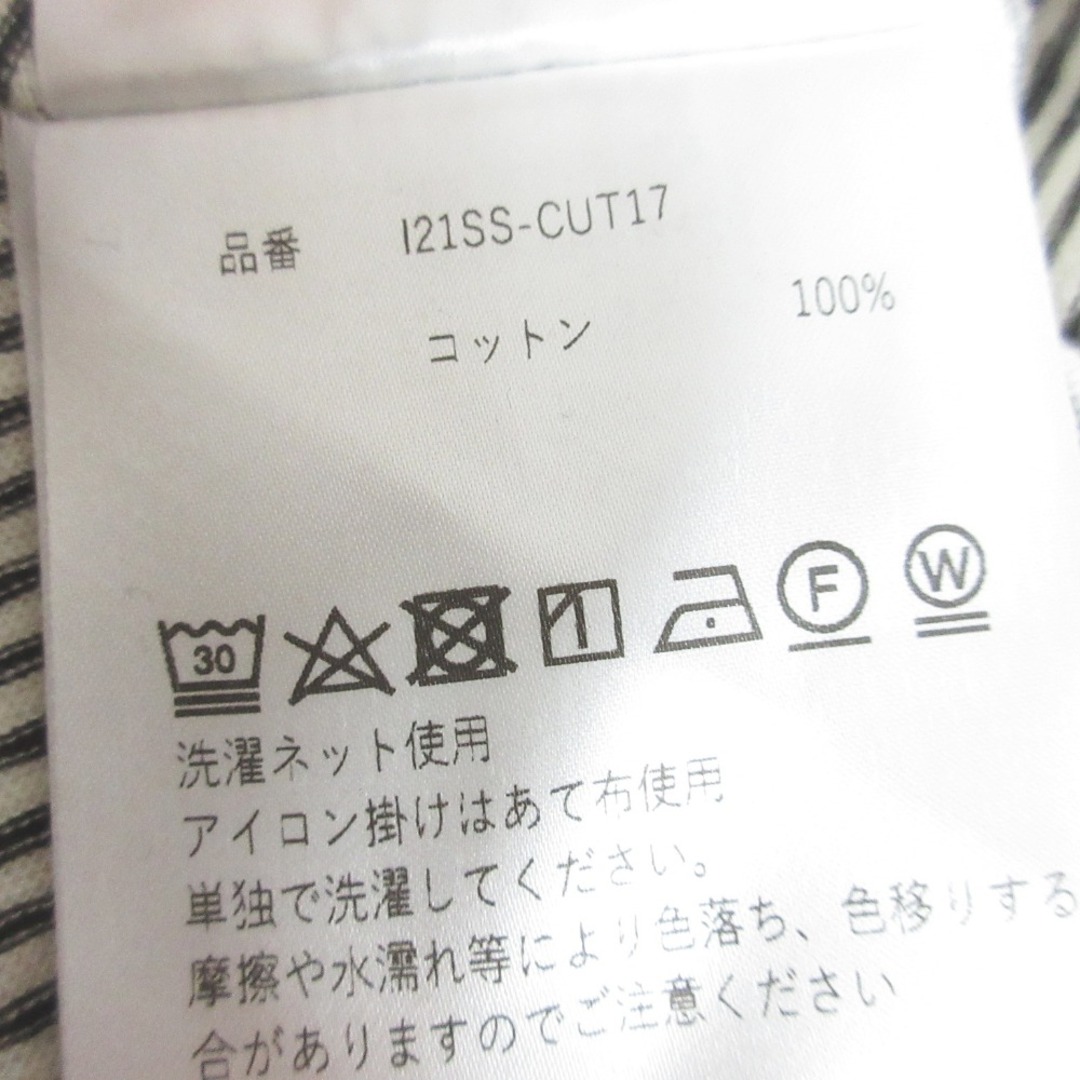 品番 I21SS-CUT17
コットン 100%
30 F W
洗濯ネット使用
アイロン掛けはあて布使用
単独で洗濯してください。
摩擦や水濡れ等により色落ち、色移りする
合がありますのでご注意ください